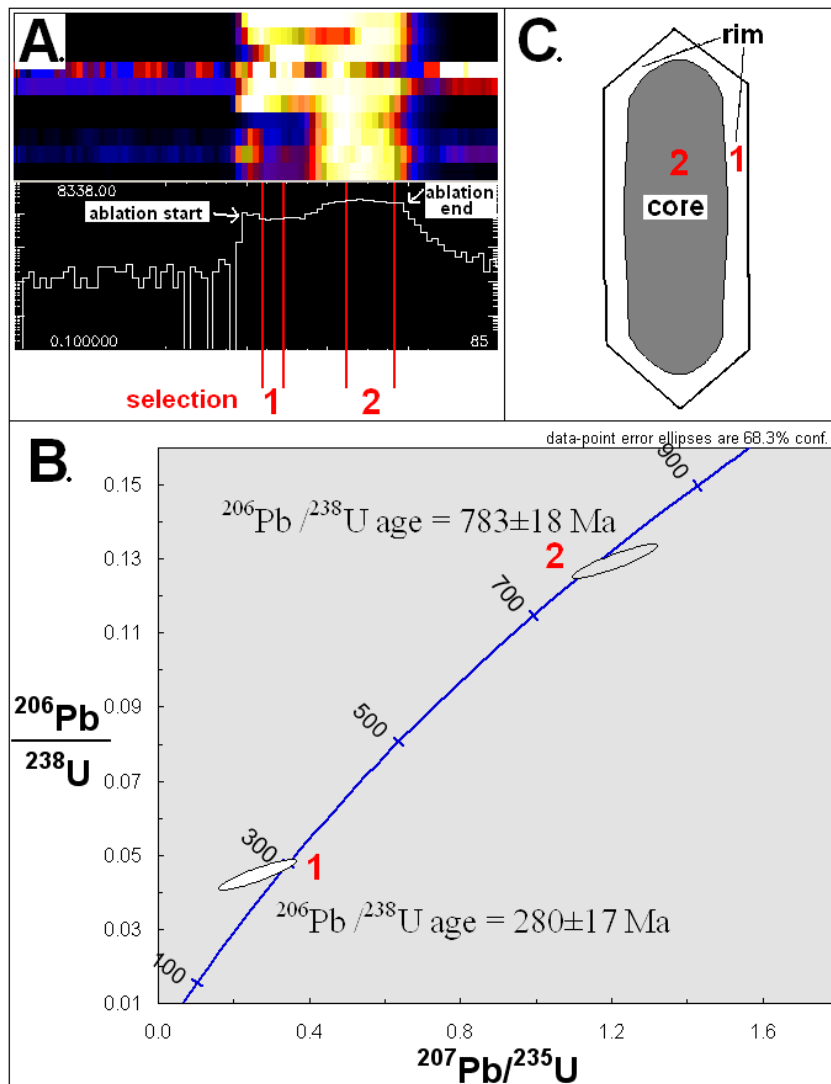 A.
8338.00
ablation start
ablation
end
0.100000
85
selection 1 2
C.
rim
2
1
core
B.
data-point error ellipses are 68.3% conf.
900
0.15
²⁰⁶Pb /²³⁸U age = 783±18 Ma
0.13
2
700
0.11
0.09
500
²⁰⁶Pb
²³⁸U
0.07
300
0.05
1
²⁰⁶Pb /²³⁸U age = 280±17 Ma
0.03
100
0.01
0.0 0.4 0.8 1.2 1.6
²⁰⁷Pb/²³⁵U